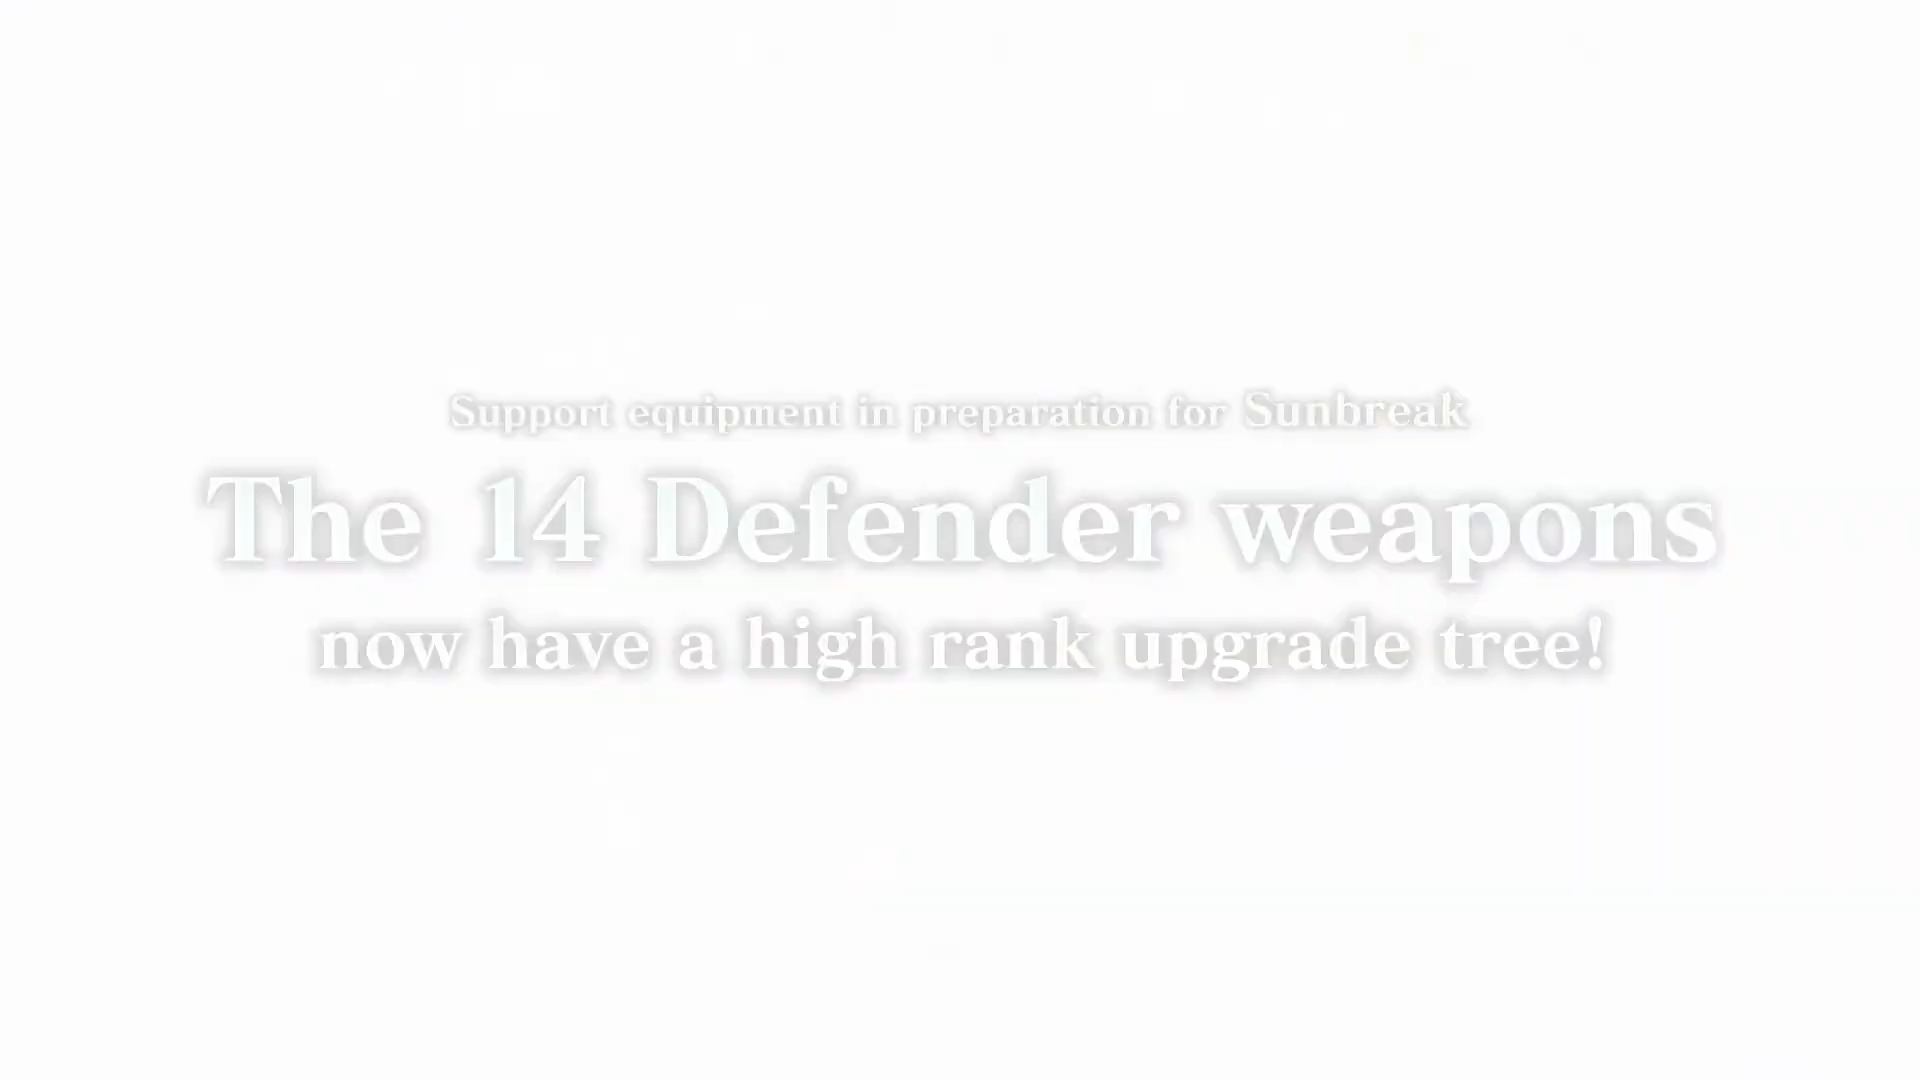 Support equipment in preparation for Sunbreak
The 14 Defender weapons
now have a high rank upgrade tree!